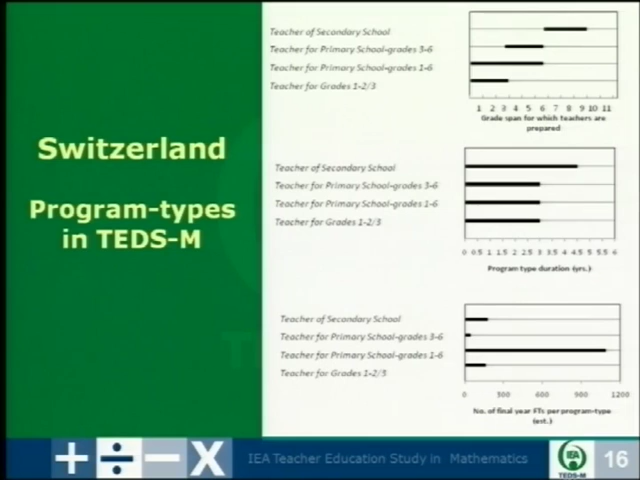 Switzerland
Program-types
in TEDS-M
Teacher of Secondary School
Teacher for Primary School-grades 3-6
Teacher for Primary School-grades 1-6
Teacher for Grades 1-2/3
1 2 3 4 5 6 7 8 9 10 11
Grade span for which teachers are
prepared
Teacher of Secondary School
Teacher for Primary School-grades 3-6
Teacher for Primary School-grades 1-6
Teacher for Grades 1-2/3
0 0.5 1 1.5 2 2.5 3 3.5 4 4.5 5 5.5 6
Program-type duration (yrs.)
Teacher of Secondary School
Teacher for Primary School-grades 3-6
Teacher for Primary School-grades 1-6
Teacher for Grades 1-2/3
0 300 600 900 1200
No. of final year FTs per program-type
(est.)
+ ÷ − X
IEA Teacher Education Study in Mathematics
IEA
TEDS-M
16